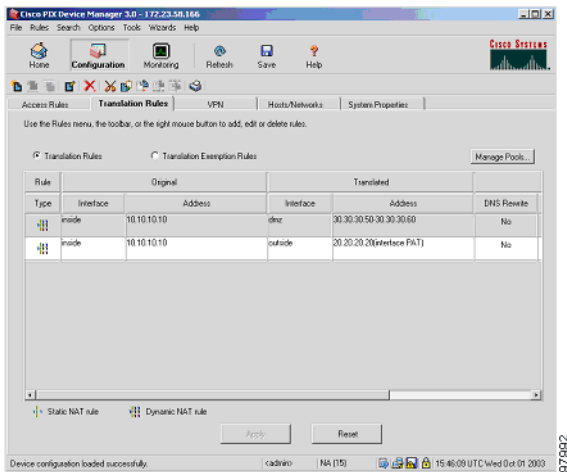 Cisco PIX Device Manager 3.0 - 172.23.58.166
File Rules Search Options Tools Wizards Help
Home Configuration Monitoring Refresh Save Help
Cisco Systems
Access Rules Translation Rules VPN Hosts/Networks System Properties
Use the Rules menu, the toolbar, or the right mouse button to add, edit or delete rules.
Translation Rules Translation Exemption Rules Manage Pools...
Rule Original Translated
Type Interface Address Interface Address DNS Rewrite
inside 10.10.10.10 dmz 30.30.30.50-30.30.30.60 No
inside 10.10.10.10 outside 20.20.20.20(interface PAT) No
Static NAT rule Dynamic NAT rule
Apply Reset
Device configuration loaded successfully. <admin> NA (15) 15:46:09 UTC Wed Oct 01 2003
97992